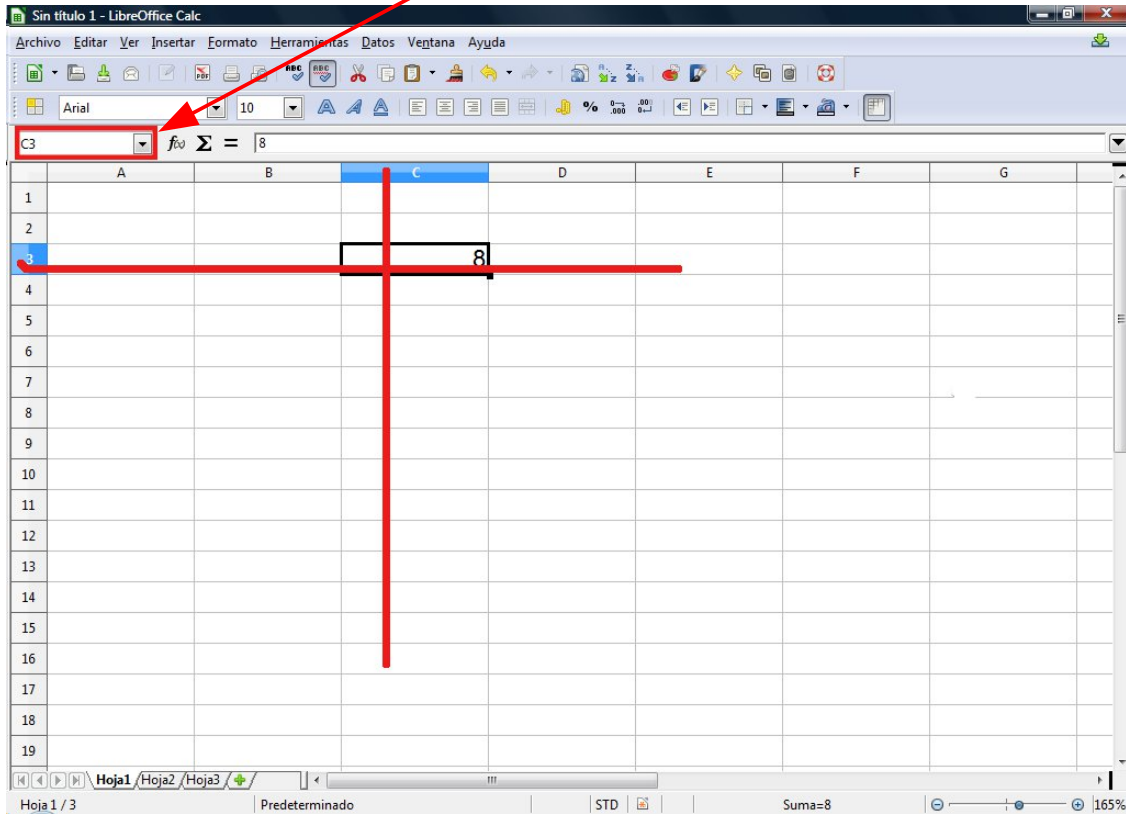 Sin título 1 - LibreOffice Calc
Archivo Editar Ver Insertar Formato Herramientas Datos Ventana Ayuda
Arial 10
C3 f(x) Σ = 8
A B C D E F G
1
2
3 8
4
5
6
7
8
9
10
11
12
13
14
15
16
17
18
19
Hoja1 Hoja2 Hoja3
Hoja 1 / 3 Predeterminado STD Suma=8 165%